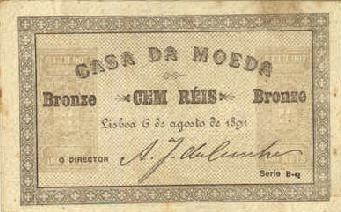 CASA DA MOEDA
Bronze CEM RÉIS Bronze
Lisboa 6 de agosto de 1891
O DIRECTOR
Serie B-q